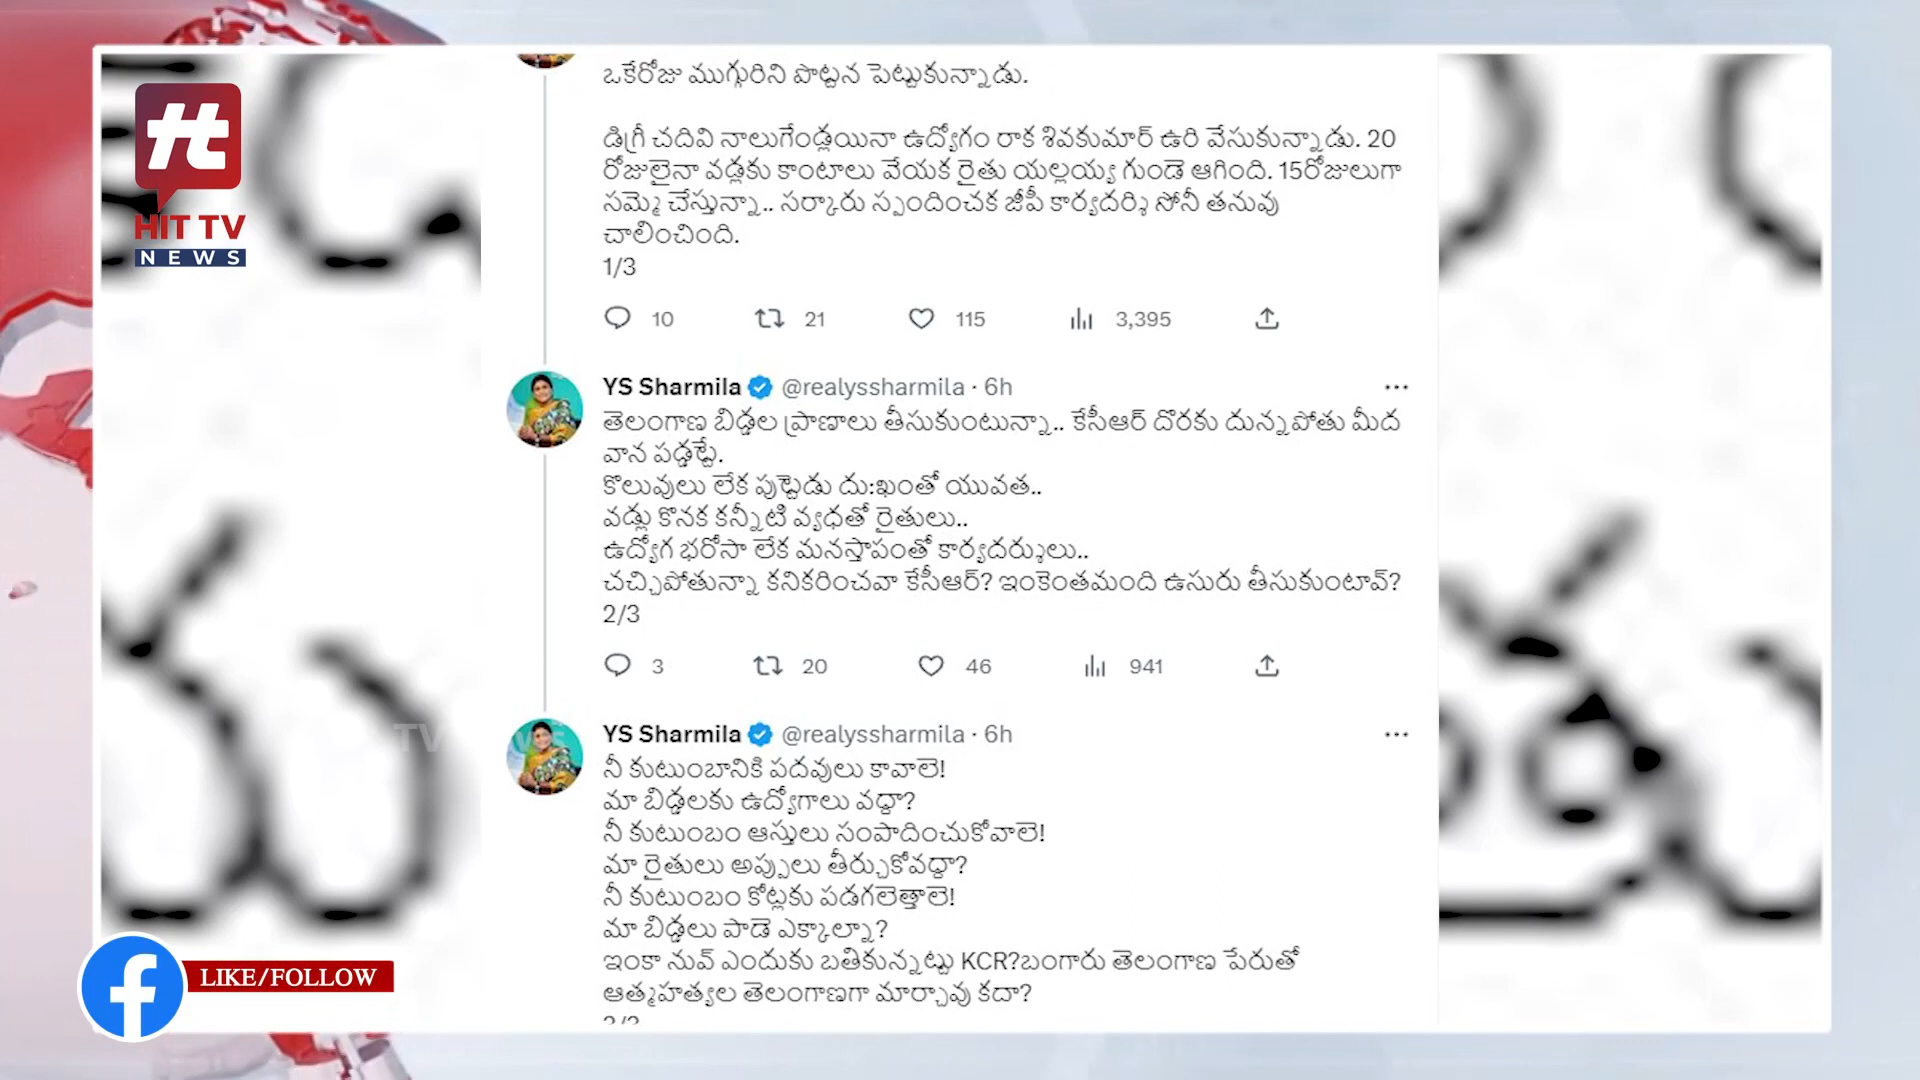 HIT TV
NEWS
ఒకేరోజు ముగ్గురిని పొట్టన పెట్టుకున్నాడు.
డిగ్రీ చదివి నాలుగేండ్లయినా ఉద్యోగం రాక శివకుమార్ ఉరి వేసుకున్నాడు. 20
రోజులైనా వడ్లకు కాంటాలు వేయక రైతు యల్లయ్య గుండె ఆగింది. 15రోజులుగా
సమ్మె చేస్తున్నా.. సర్కారు స్పందించక జీపీ కార్యదర్శి సోనీ తనువు
చాలించింది.
1/3
10 21 115 3,395
YS Sharmila @realyssharmila · 6h
తెలంగాణ బిడ్డల ప్రాణాలు తీసుకుంటున్నా.. కేసీఆర్ దొరకు దున్నపోతు మీద
వాన పడ్డట్టే.
కొలువులు లేక పుట్టెడు దు:ఖంతో యువత..
వడ్లు కొనక కన్నీటి వ్యధతో రైతులు..
ఉద్యోగ భరోసా లేక మనస్తాపంతో కార్యదర్శులు..
చచ్చిపోతున్నా కనికరించవా కేసీఆర్? ఇంకెంతమంది ఉసురు తీసుకుంటావ్?
2/3
3 20 46 941
YS Sharmila @realyssharmila · 6h
నీ కుటుంబానికి పదవులు కావాలె!
మా బిడ్డలకు ఉద్యోగాలు వద్దా?
నీ కుటుంబం ఆస్తులు సంపాదించుకోవాలె!
మా రైతులు అప్పులు తీర్చుకోవద్దా?
నీ కుటుంబం కోట్లకు పడగలెత్తాలె!
మా బిడ్డలు పాడె ఎక్కాల్నా?
ఇంకా నువ్ ఎందుకు బతికున్నట్టు KCR?బంగారు తెలంగాణ పేరుతో
ఆత్మహత్యల తెలంగాణగా మార్చావు కదా?
LIKE/FOLLOW